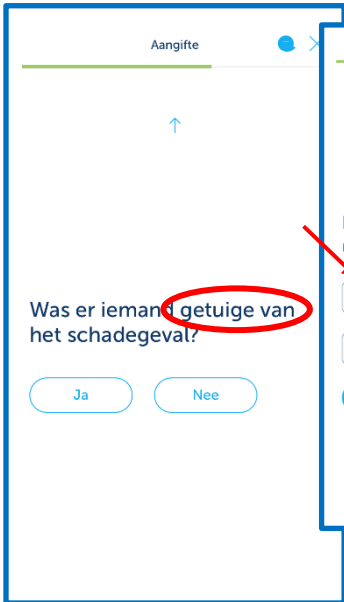 Aangifte
Was er iemand getuige van
het schadegeval?
Ja
Nee